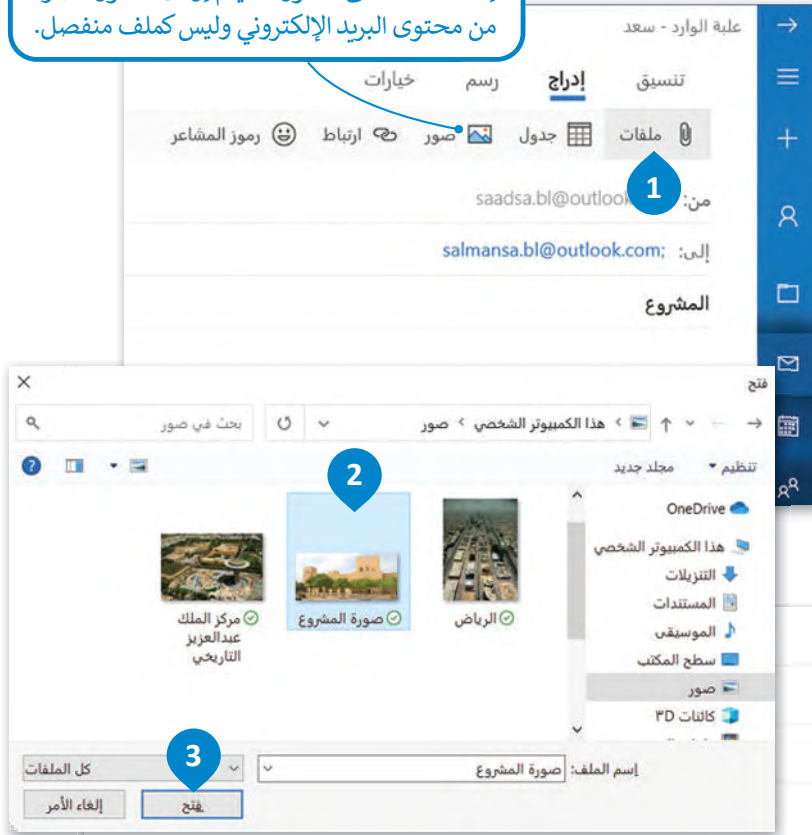 من محتوى البريد الإلكتروني وليس كملف منفصل.
علبة الوارد - سعد
تنسيق إدراج رسم خيارات
ملفات جدول صور ارتباط رموز المشاعر
1
من: saadsa.bl@outlook
إلى: salmansa.bl@outlook.com;
المشروع
فتح
هذا الكمبيوتر الشخصي › صور
بحث في صور
تنظيم مجلد جديد
2
OneDrive
هذا الكمبيوتر الشخصي
التنزيلات
المستندات
الموسيقى
سطح المكتب
صور
كائنات ٣D
الرياض
صورة المشروع
مركز الملك
عبدالعزيز
التاريخي
إسم الملف: صورة المشروع
كل الملفات
3
فتح
إلغاء الأمر